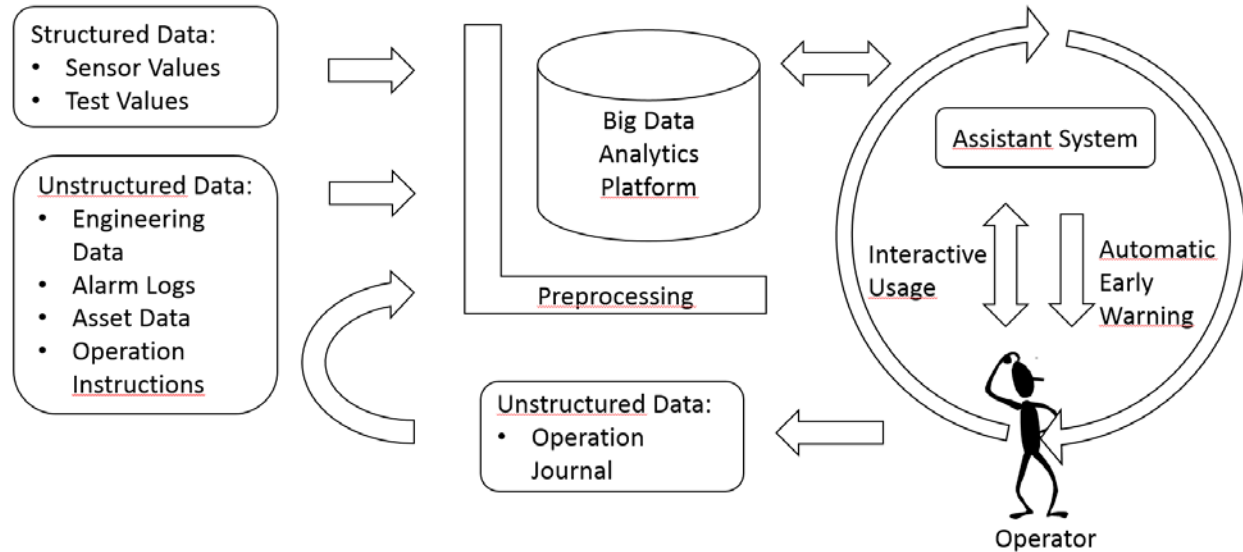 Structured Data:
• Sensor Values
• Test Values
Unstructured Data:
• Engineering
Data
• Alarm Logs
• Asset Data
• Operation
Instructions
Preprocessing
Big Data
Analytics
Platform
Unstructured Data:
• Operation
Journal
Assistant System
Interactive
Usage
Automatic
Early
Warning
Operator